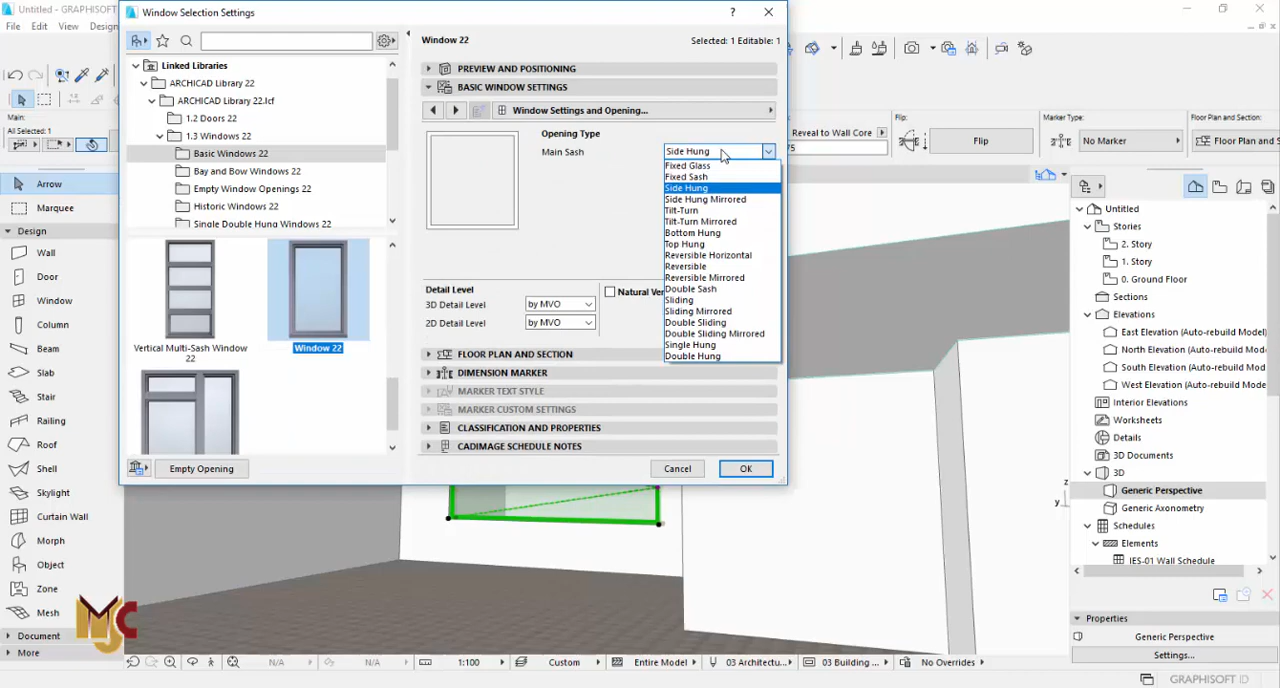 Untitled - GRAPHISOFT
File Edit View Design
Window Selection Settings
?
Main:
All Selected: 1
Arrow
Marquee
Design
Wall
Door
Window
Column
Beam
Slab
Stair
Railing
Roof
Shell
Skylight
Curtain Wall
Morph
Object
Zone
Mesh
Document
More
Linked Libraries
ARCHICAD Library 22
ARCHICAD Library 22.lcf
1.2 Doors 22
1.3 Windows 22
Basic Windows 22
Bay and Bow Windows 22
Empty Window Openings 22
Historic Windows 22
Single Double Hung Windows 22
Vertical Multi-Sash Window 22
Window 22
Empty Opening
Window 22
Selected: 1 Editable: 1
PREVIEW AND POSITIONING
BASIC WINDOW SETTINGS
Window Settings and Opening...
Opening Type
Main Sash
Side Hung
Fixed Glass
Fixed Sash
Side Hung
Side Hung Mirrored
Tilt-Turn
Tilt-Turn Mirrored
Bottom Hung
Top Hung
Reversible Horizontal
Reversible
Reversible Mirrored
Double Sash
Sliding
Sliding Mirrored
Double Sliding
Double Sliding Mirrored
Single Hung
Double Hung
Detail Level
3D Detail Level by MVO
2D Detail Level by MVO
Natural Ver
FLOOR PLAN AND SECTION
DIMENSION MARKER
MARKER TEXT STYLE
MARKER CUSTOM SETTINGS
CLASSIFICATION AND PROPERTIES
CADIMAGE SCHEDULE NOTES
Cancel OK
Reveal to Wall Core
75
Flip:
Flip
Marker Type:
No Marker
Floor Plan and Section:
Floor Plan and S
Untitled
Stories
2. Story
1. Story
0. Ground Floor
Sections
Elevations
East Elevation (Auto-rebuild Model)
North Elevation (Auto-rebuild Model)
South Elevation (Auto-rebuild Model)
West Elevation (Auto-rebuild Mode
Interior Elevations
Worksheets
Details
3D Documents
3D
Generic Perspective
Generic Axonometry
Schedules
Elements
IES-01 Wall Schedule
Properties
Generic Perspective
Settings...
z
y
MJC
N/A N/A 1:100 Custom Entire Model 03 Architectu... 03 Building ... No Overrides
GRAPHISOFT ID